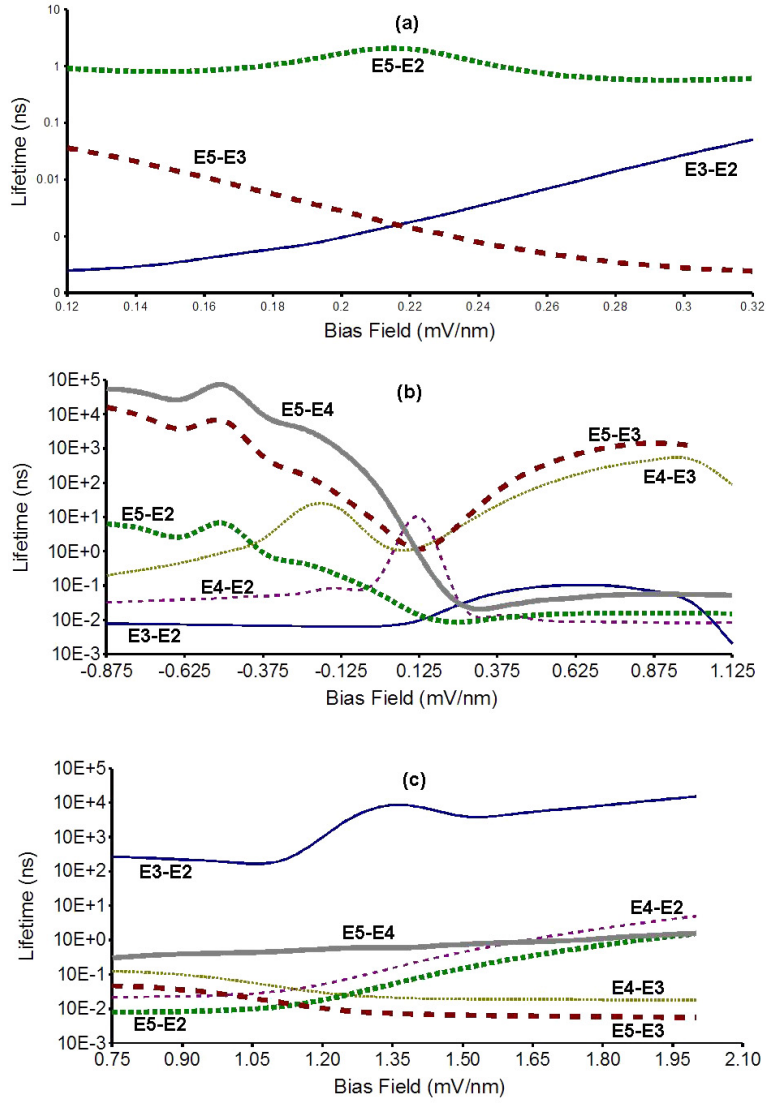 (a)
10
1
0.1
0.01
0
0
Lifetime (ns)
E5-E2
E5-E3
E3-E2
0.12 0.14 0.16 0.18 0.2 0.22 0.24 0.26 0.28 0.3 0.32
Bias Field (mV/nm)
(b)
10E+5
10E+4
10E+3
10E+2
10E+1
10E+0
10E-1
10E-2
10E-3
Lifetime (ns)
E5-E4
E5-E3
E4-E3
E5-E2
E4-E2
E3-E2
-0.875 -0.625 -0.375 -0.125 0.125 0.375 0.625 0.875 1.125
Bias Field (mV/nm)
(c)
10E+5
10E+4
10E+3
10E+2
10E+1
10E+0
10E-1
10E-2
10E-3
Lifetime (ns)
E3-E2
E5-E4
E4-E2
E4-E3
E5-E2
E5-E3
0.75 0.90 1.05 1.20 1.35 1.50 1.65 1.80 1.95 2.10
Bias Field (mV/nm)